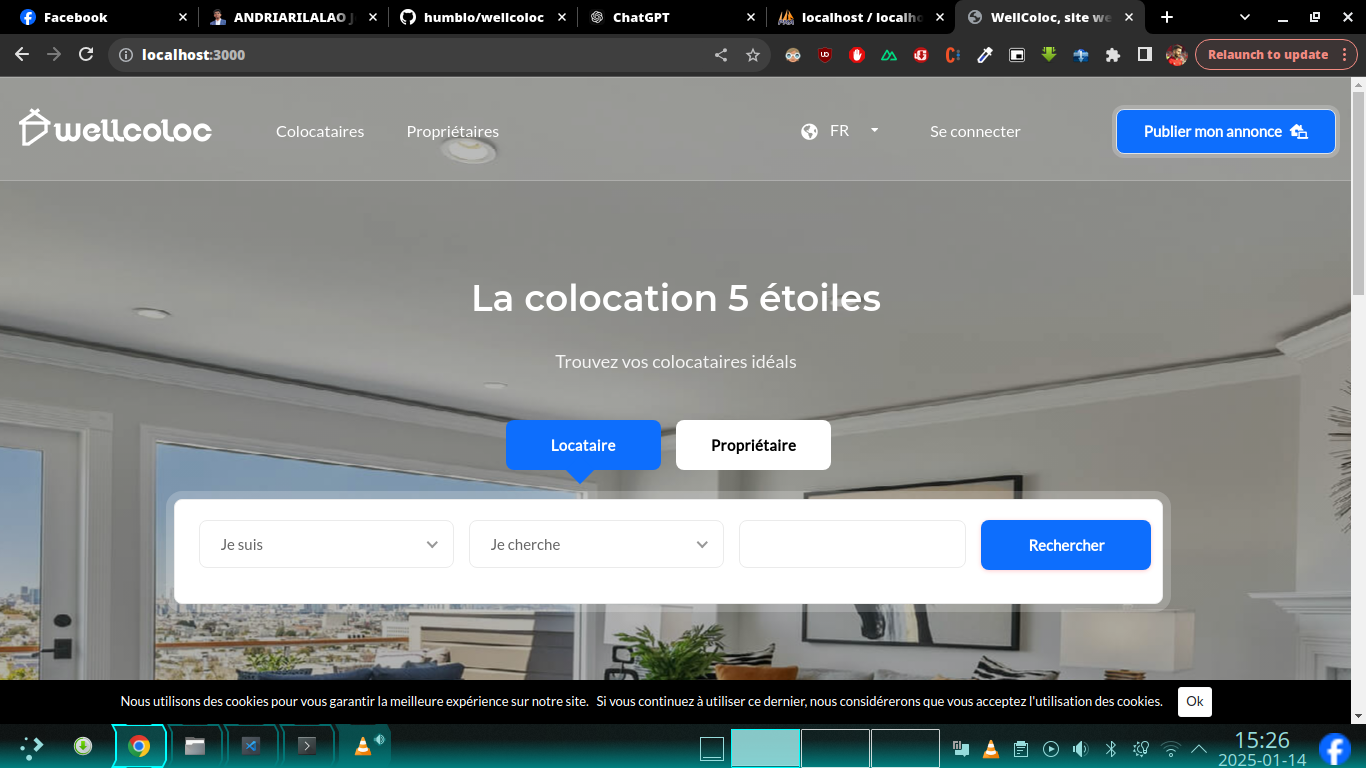 Facebook
ANDRIARILALAO J
humblo/wellcoloc
ChatGPT
localhost / localho
WellColoc, site we
localhost:3000
Relaunch to update
wellcoloc
Colocataires
Propriétaires
FR
Se connecter
Publier mon annonce
La colocation 5 étoiles
Trouvez vos colocataires idéals
Locataire
Propriétaire
Je suis
Je cherche
Rechercher
Nous utilisons des cookies pour vous garantir la meilleure expérience sur notre site. Si vous continuez à utiliser ce dernier, nous considérerons que vous acceptez l'utilisation des cookies.
Ok
15:26
2025-01-14